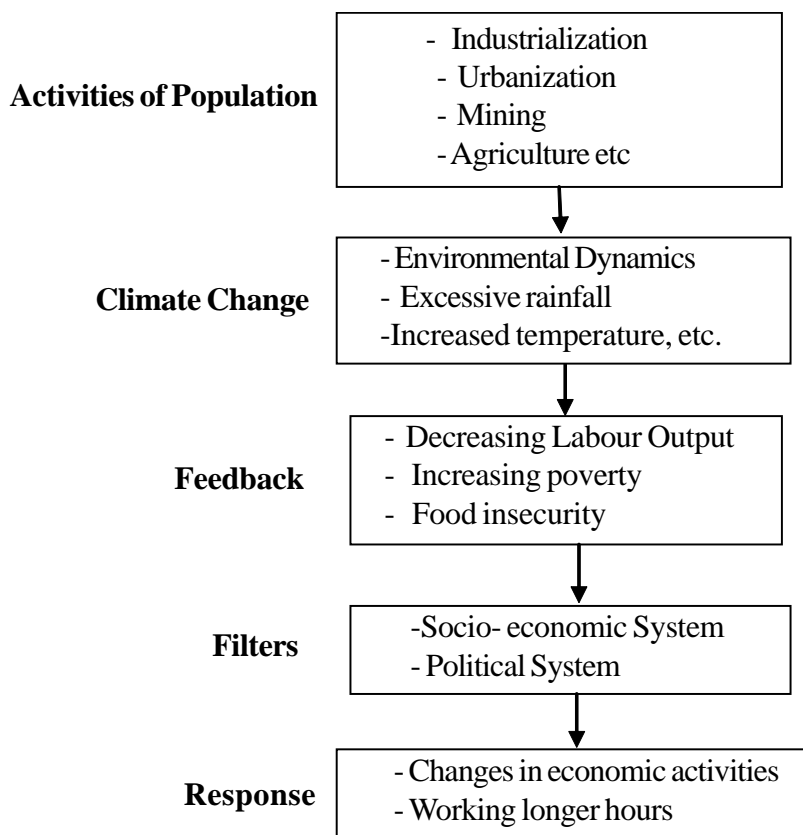 - Industrialization
- Urbanization
Activities of Population
- Mining
- Agriculture etc
- Environmental Dynamics
Climate Change
- Excessive rainfall
-Increased temperature, etc.
- Decreasing Labour Output
Feedback
- Increasing poverty
- Food insecurity
-Socio- economic System
Filters
- Political System
- Changes in economic activities
Response
- Working longer hours